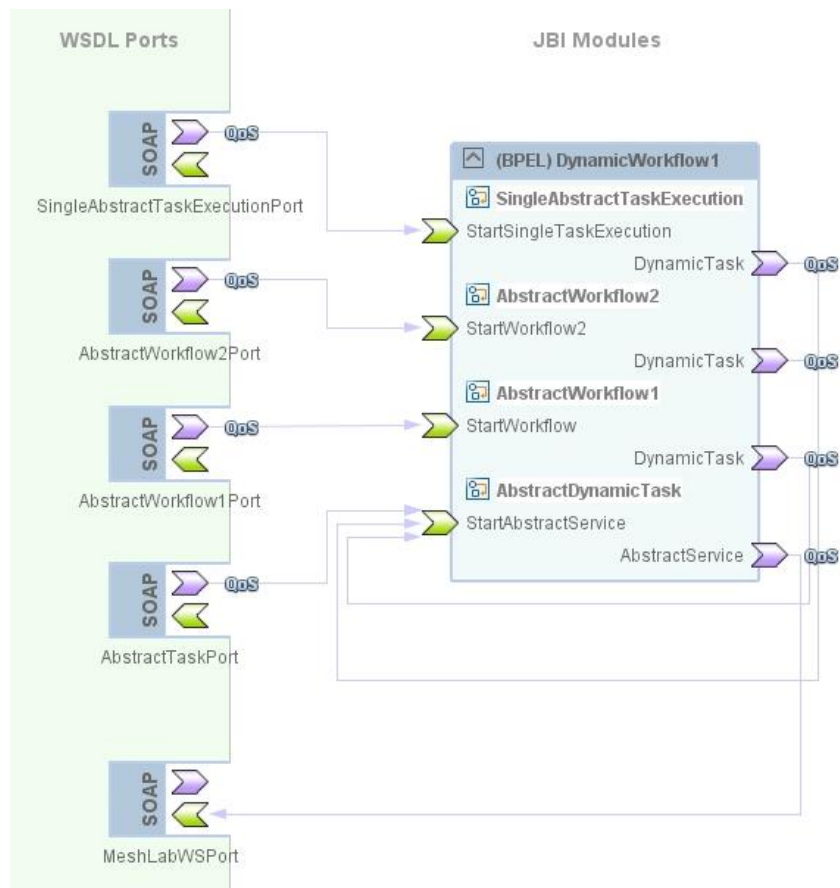 WSDL Ports
JBI Modules
SOAP
QoS
SingleAbstractTaskExecutionPort
SOAP
QoS
AbstractWorkflow2Port
SOAP
QoS
AbstractWorkflow1Port
SOAP
QoS
AbstractTaskPort
SOAP
MeshLabWSPort
(BPEL) DynamicWorkflow1
SingleAbstractTaskExecution
StartSingleTaskExecution
DynamicTask
QoS
AbstractWorkflow2
StartWorkflow2
DynamicTask
QoS
AbstractWorkflow1
StartWorkflow
DynamicTask
QoS
AbstractDynamicTask
StartAbstractService
AbstractService
QoS